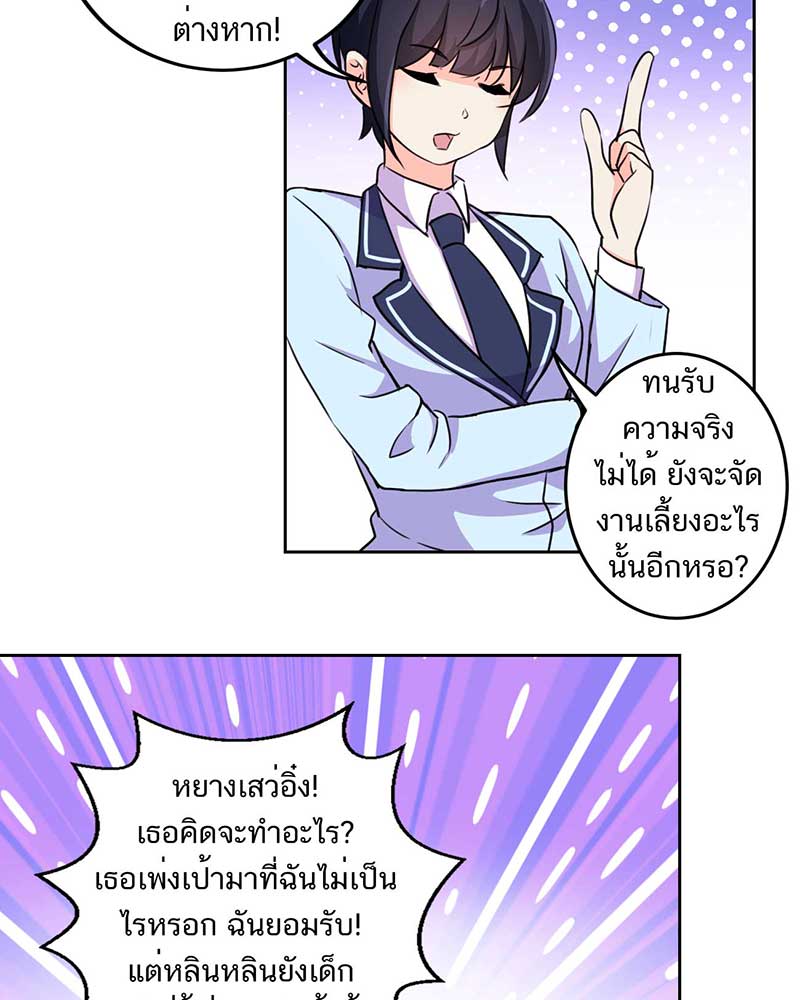 ต่างหาก!
ทนรับ
ความจริง
ไม่ได้ ยังจะจัด
งานเลี้ยงอะไร
นั้นอีกหรอ?
หยางเสว่อิ๋ง!
เธอคิดจะทำอะไร?
เธอเพ่งเป้ามาที่ฉันไม่เป็น
ไรหรอก ฉันยอมรับ!
แต่หลินหลินยังเด็ก